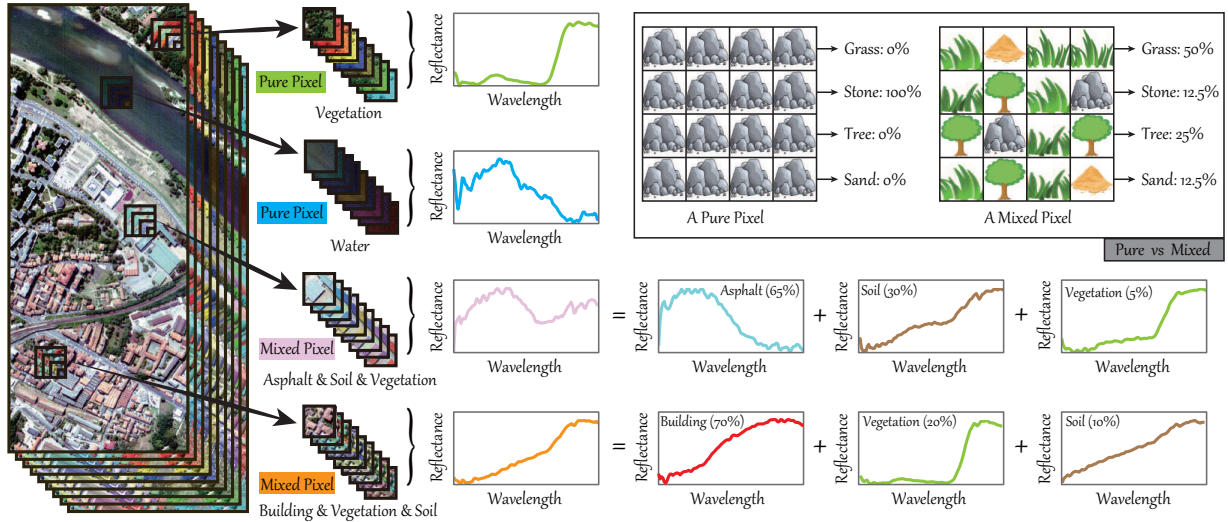 Pure Pixel
Vegetation
Reflectance
Wavelength
Pure Pixel
Water
Reflectance
Wavelength
Grass: 0%
Stone: 100%
Tree: 0%
Sand: 0%
A Pure Pixel
Grass: 50%
Stone: 12.5%
Tree: 25%
Sand: 12.5%
A Mixed Pixel
Pure vs Mixed
Mixed Pixel
Asphalt & Soil & Vegetation
Reflectance
Wavelength
=
Asphalt (65%)
Reflectance
Wavelength
+
Soil (30%)
Reflectance
Wavelength
+
Vegetation (5%)
Reflectance
Wavelength
Mixed Pixel
Building & Vegetation & Soil
Reflectance
Wavelength
=
Building (70%)
Reflectance
Wavelength
+
Vegetation (20%)
Reflectance
Wavelength
+
Soil (10%)
Reflectance
Wavelength